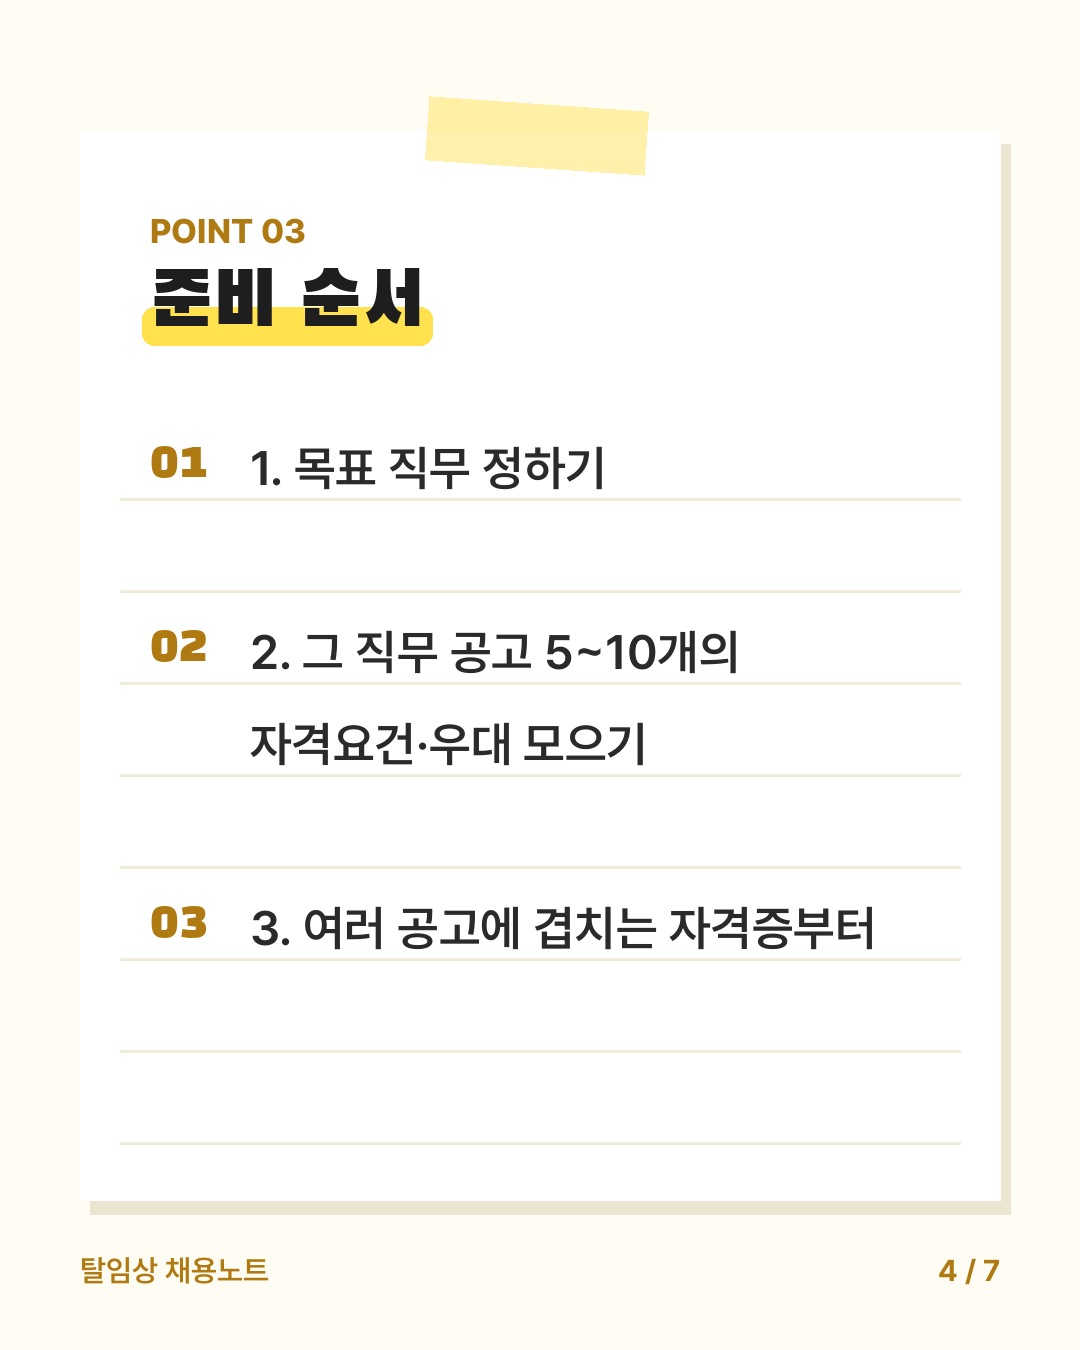 POINT 03
준비 순서
01 1. 목표 직무 정하기
02 2. 그 직무 공고 5~10개의
자격요건·우대 모으기
03 3. 여러 공고에 겹치는 자격증부터
탈임상 채용노트 4 / 7